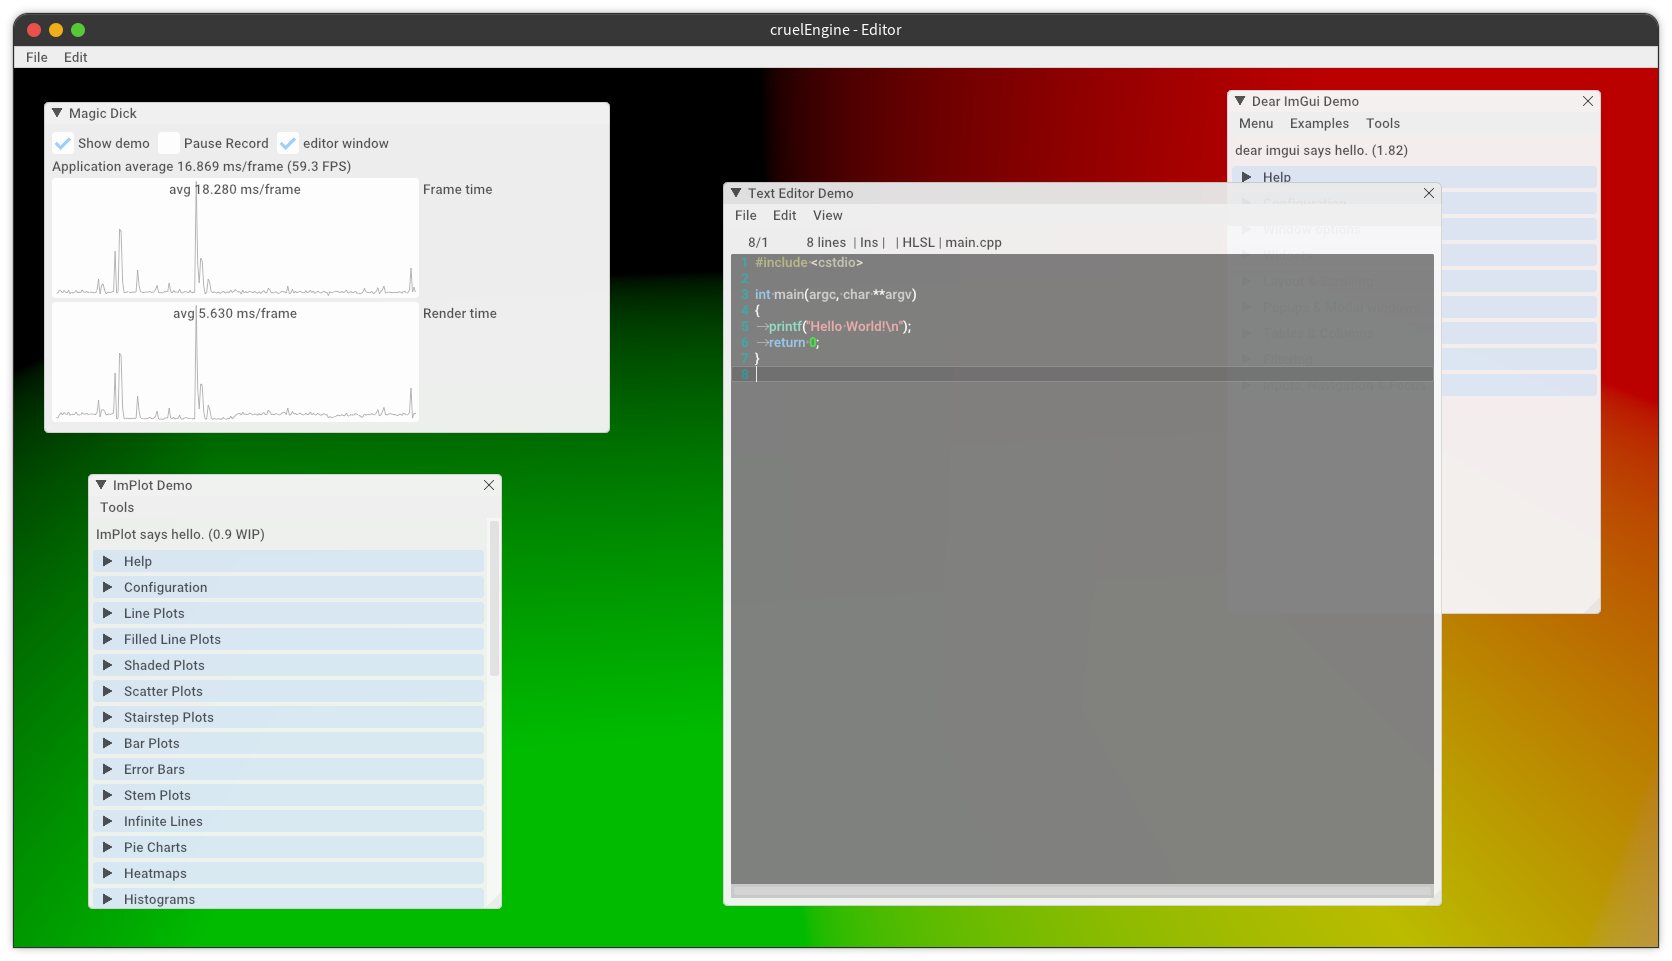 cruelEngine - Editor
File Edit
Magic Dick
Show demo Pause Record editor window
Application average 16.869 ms/frame (59.3 FPS)
avg 18.280 ms/frame Frame time
avg 5.630 ms/frame Render time
ImPlot Demo
Tools
ImPlot says hello. (0.9 WIP)
Help
Configuration
Line Plots
Filled Line Plots
Shaded Plots
Scatter Plots
Stairstep Plots
Bar Plots
Error Bars
Stem Plots
Infinite Lines
Pie Charts
Heatmaps
Histograms
Text Editor Demo
File Edit View
8/1 8 lines | Ins | | HLSL | main.cpp
1 #include <cstdio>
2
3 int main(argc, char **argv)
4 {
5 printf("Hello World!\n");
6 return 0;
7 }
8
Dear ImGui Demo
Menu Examples Tools
dear imgui says hello. (1.82)
Help
Configuration
Window options